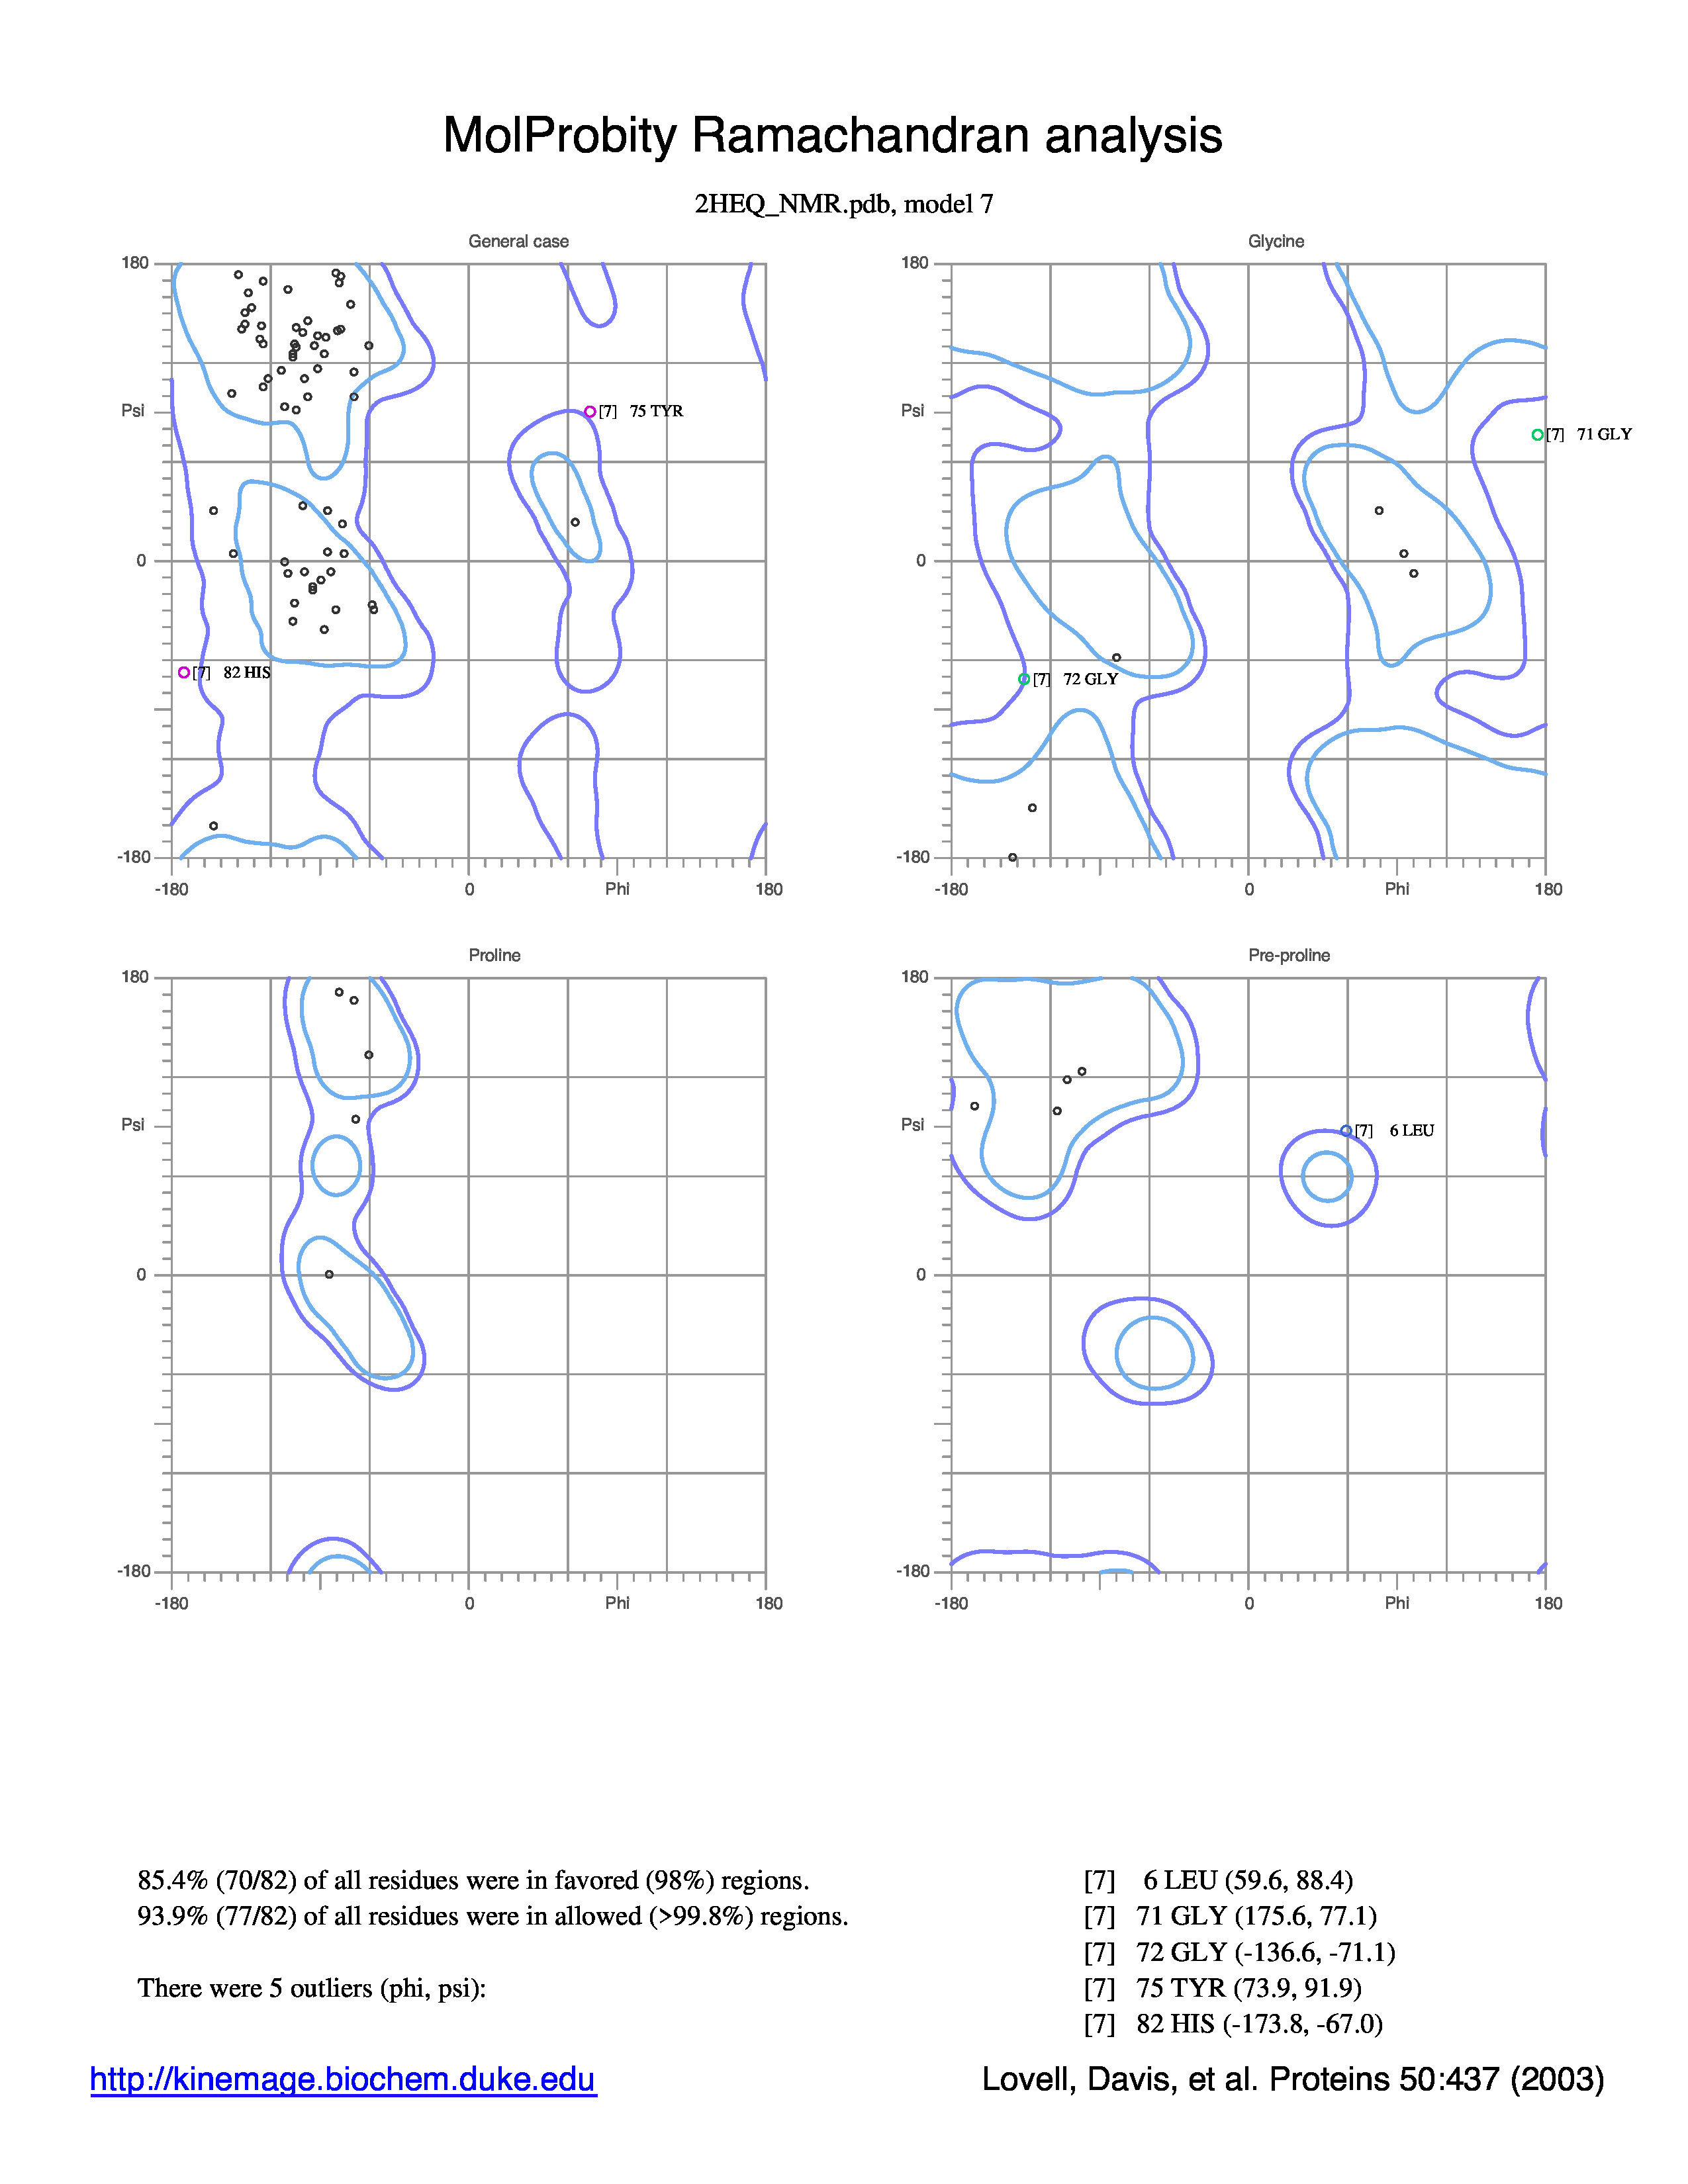 MolProbity Ramachandran analysis
2HEQ_NMR.pdb, model 7
General case
180
Psi
0
-180
-180
0
Phi
180
[7] 75 TYR
[7] 82 HIS
Glycine
180
Psi
0
-180
-180
0
Phi
180
[7] 71 GLY
[7] 72 GLY
Proline
180
Psi
0
-180
-180
0
Phi
180
Pre-proline
180
Psi
0
-180
-180
0
Phi
180
[7] 6 LEU
85.4% (70/82) of all residues were in favored (98%) regions.
93.9% (77/82) of all residues were in allowed (>99.8%) regions.
There were 5 outliers (phi, psi):
[7] 6 LEU (59.6, 88.4)
[7] 71 GLY (175.6, 77.1)
[7] 72 GLY (-136.6, -71.1)
[7] 75 TYR (73.9, 91.9)
[7] 82 HIS (-173.8, -67.0)
http://kinemage.biochem.duke.edu
Lovell, Davis, et al. Proteins 50:437 (2003)